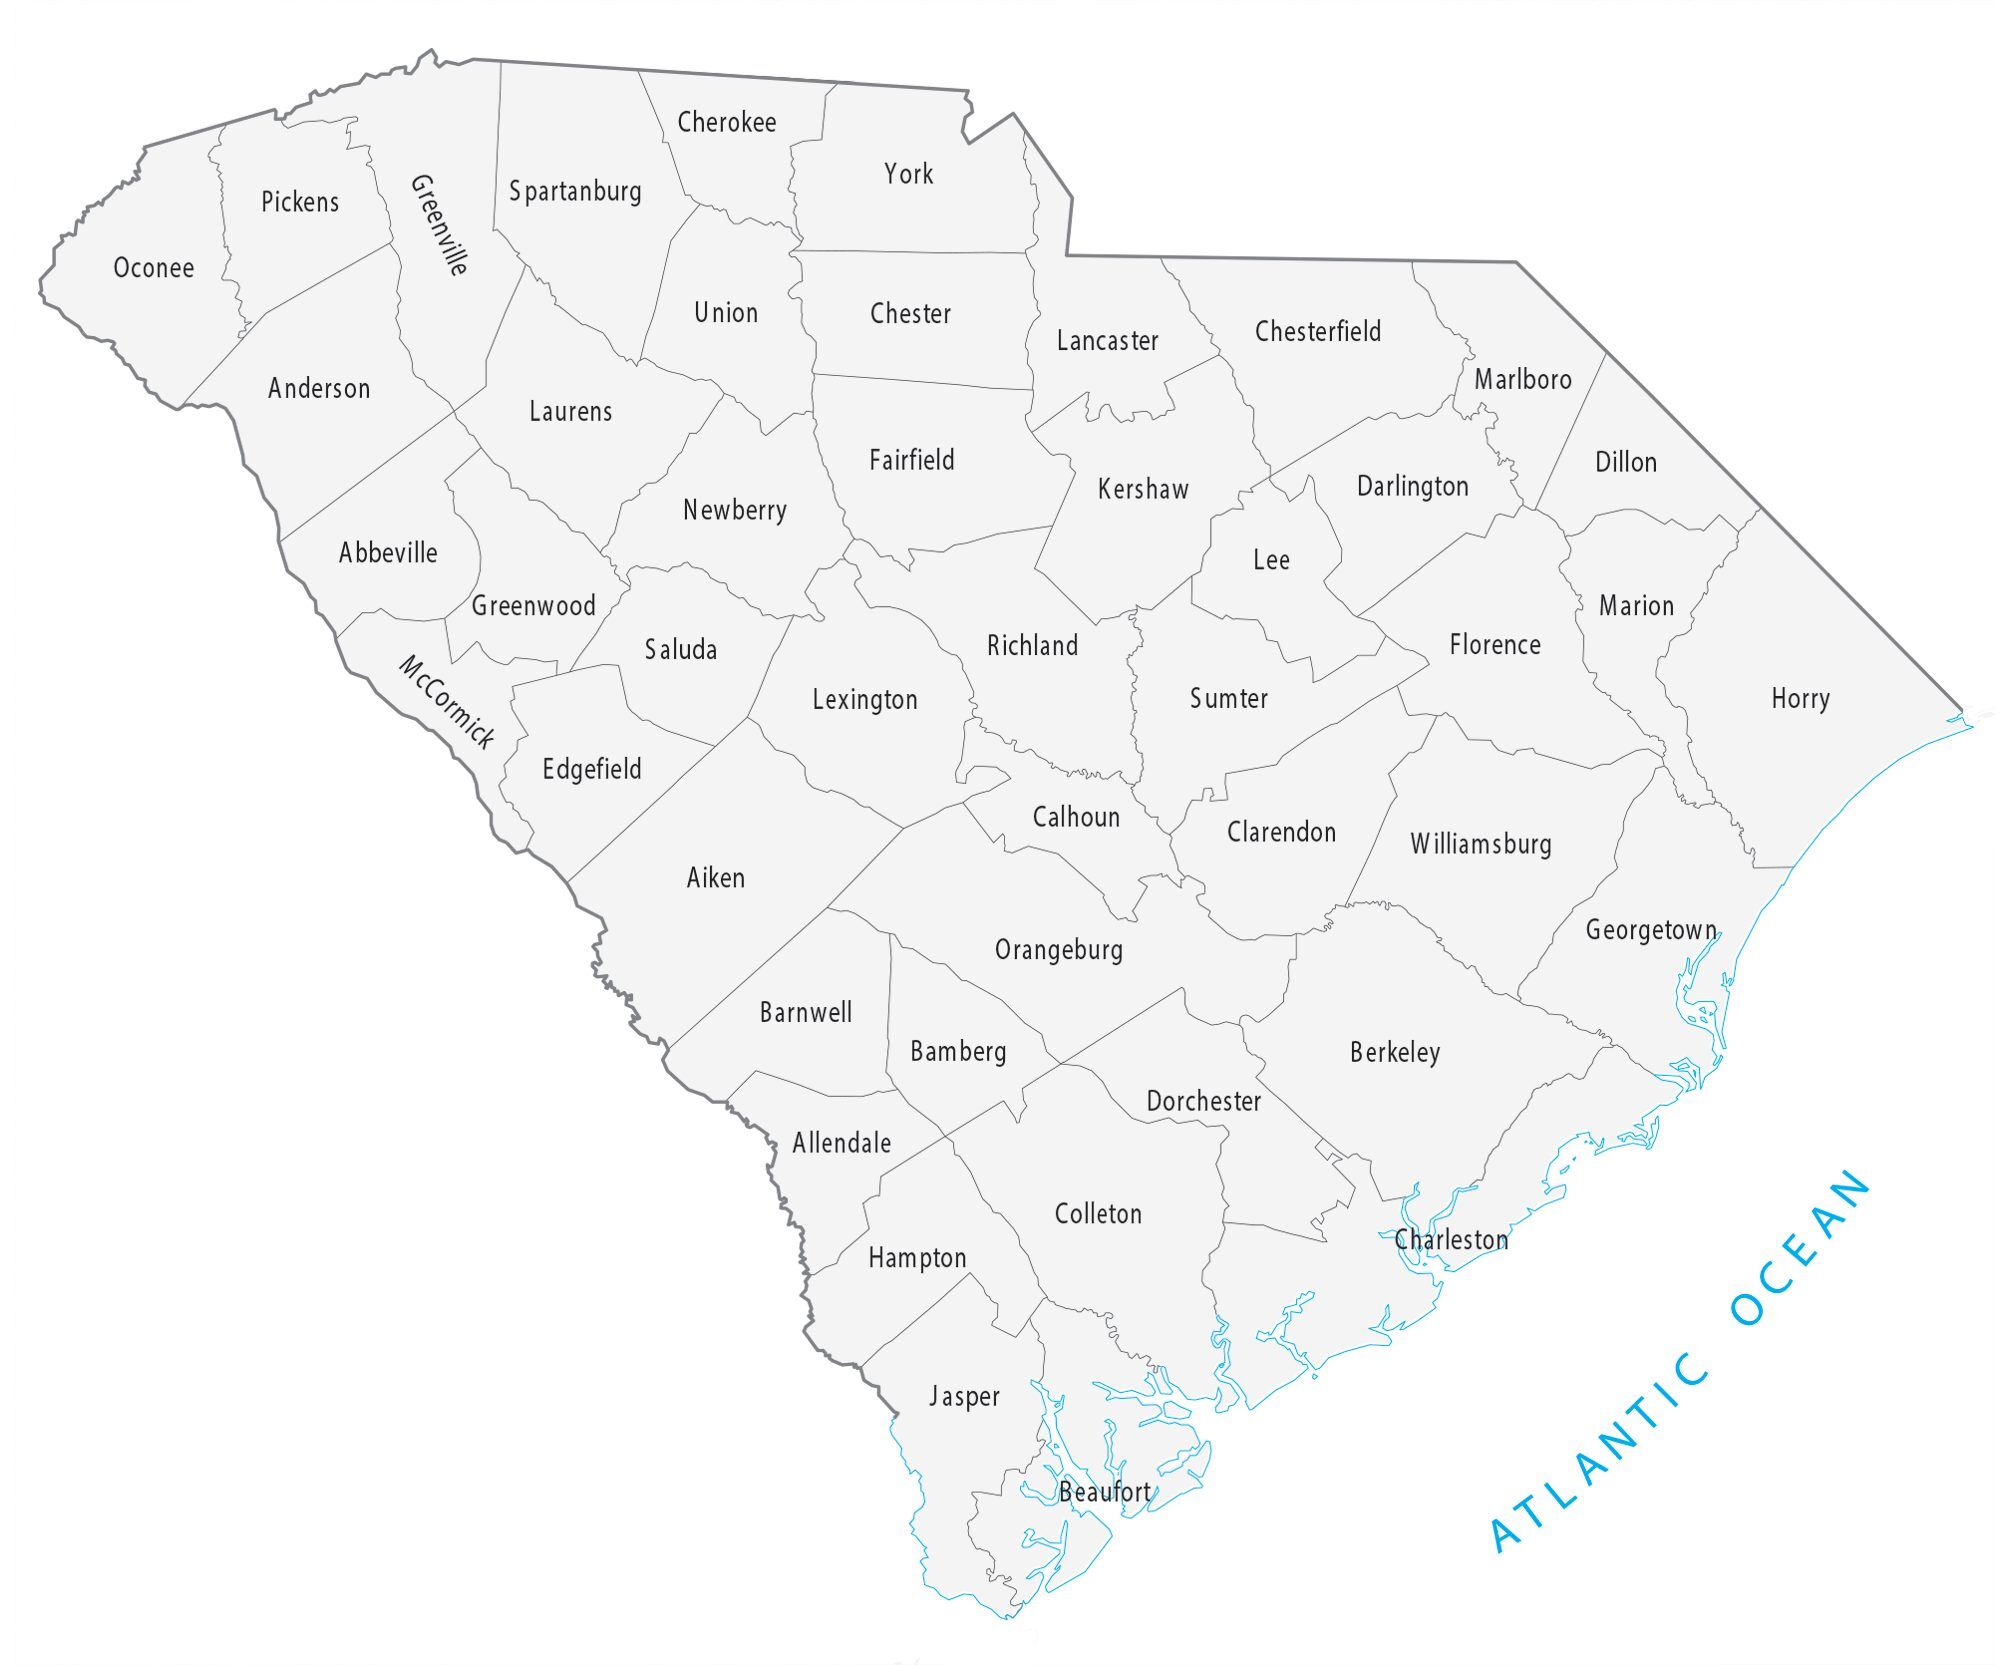 Cherokee
York
Spartanburg
Pickens
Greenville
Oconee
Union
Chester
Lancaster
Chesterfield
Marlboro
Anderson
Laurens
Fairfield
Dillon
Darlington
Kershaw
Newberry
Abbeville
Lee
Greenwood
Marion
Richland
Florence
Saluda
McCormick
Lexington
Sumter
Horry
Edgefield
Calhoun
Clarendon
Williamsburg
Aiken
Georgetown
Orangeburg
Barnwell
Bamberg
Berkeley
Dorchester
Allendale
Colleton
Charleston
Hampton
Jasper
Beaufort
ATLANTIC OCEAN